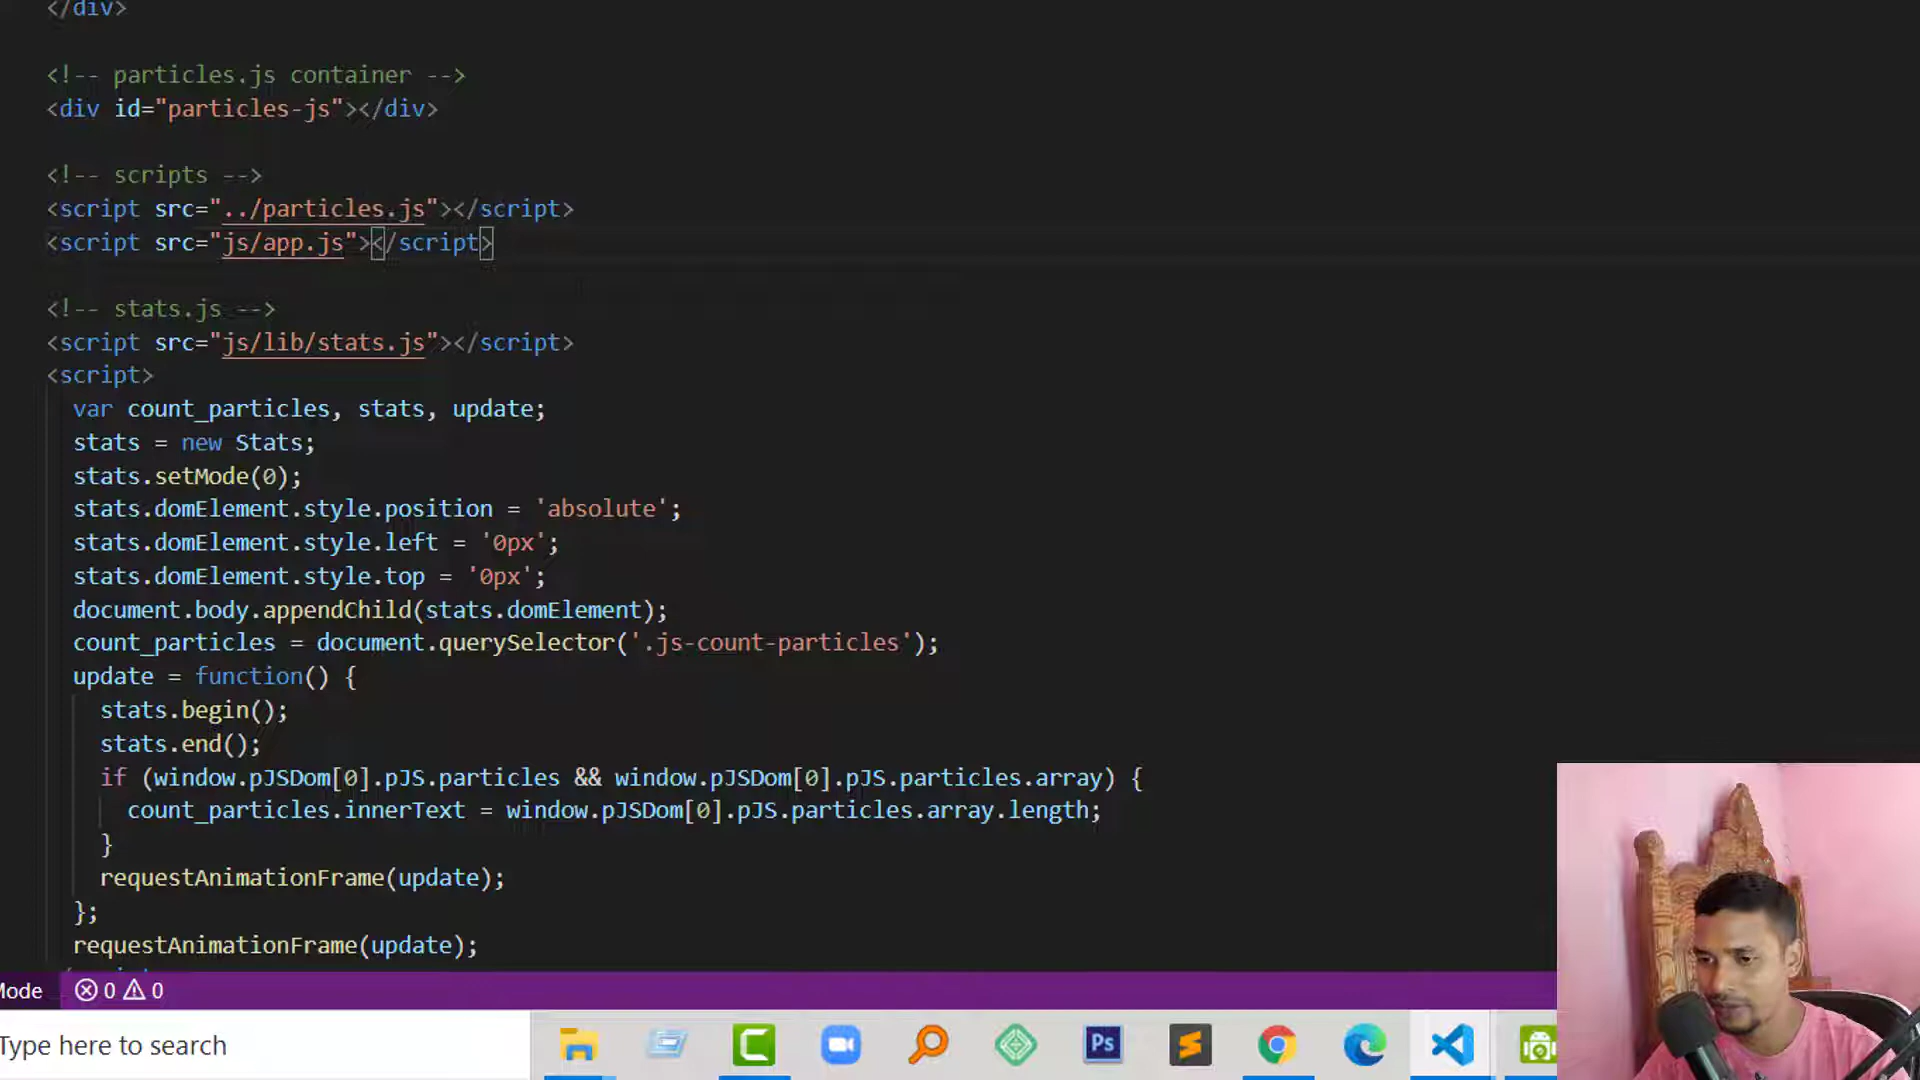 </div>
<!-- particles.js container -->
<div id="particles-js"></div>
<!-- scripts -->
<script src="../particles.js"></script>
<script src="js/app.js"></script>
<!-- stats.js -->
<script src="js/lib/stats.js"></script>
<script>
var count_particles, stats, update;
stats = new Stats;
stats.setMode(0);
stats.domElement.style.position = 'absolute';
stats.domElement.style.left = '0px';
stats.domElement.style.top = '0px';
document.body.appendChild(stats.domElement);
count_particles = document.querySelector('.js-count-particles');
update = function() {
stats.begin();
stats.end();
if (window.pJSDom[0].pJS.particles && window.pJSDom[0].pJS.particles.array) {
count_particles.innerText = window.pJSDom[0].pJS.particles.array.length;
}
requestAnimationFrame(update);
};
requestAnimationFrame(update);
Mode 0 0
Type here to search
Ps